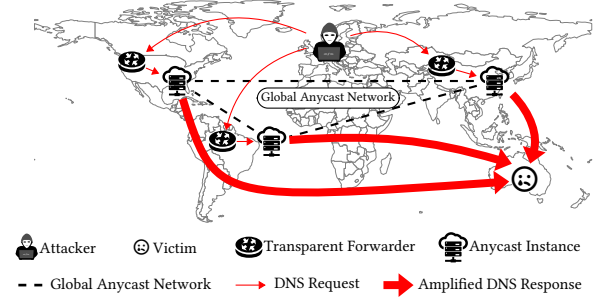 Global Anycast Network
Attacker Victim Transparent Forwarder Anycast Instance
Global Anycast Network DNS Request Amplified DNS Response